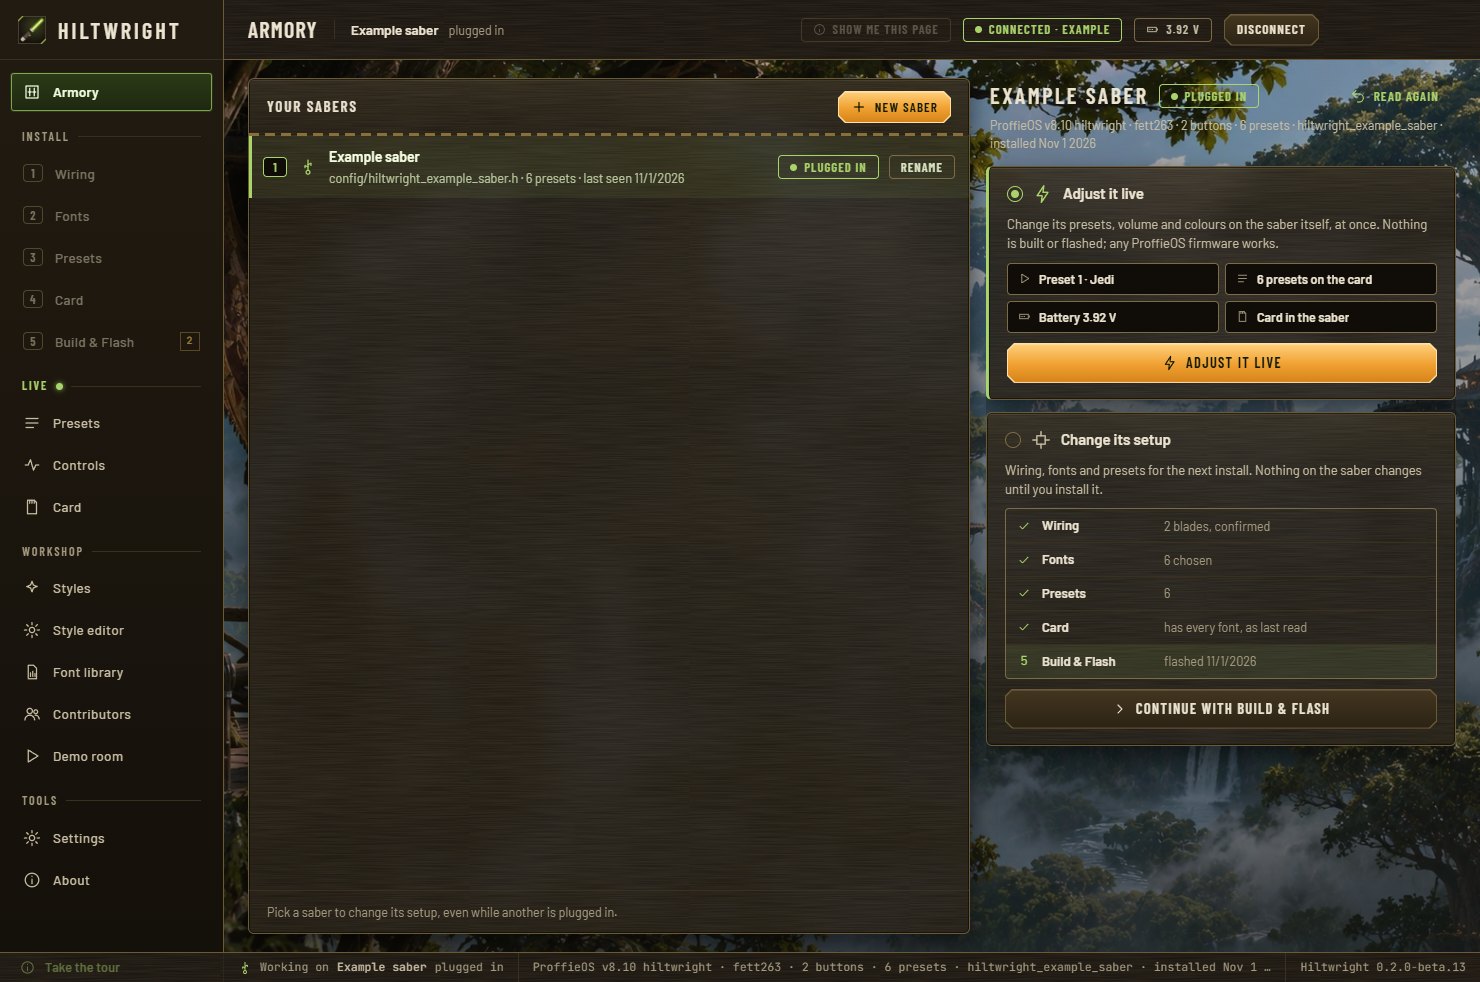 HILTWRIGHT
ARMORY
Example saber plugged in
SHOW ME THIS PAGE
CONNECTED · EXAMPLE
3.92 V
DISCONNECT
Armory
INSTALL
1 Wiring
2 Fonts
3 Presets
4 Card
5 Build & Flash 2
LIVE
Presets
Controls
Card
WORKSHOP
Styles
Style editor
Font library
Contributors
Demo room
TOOLS
Settings
About
Take the tour
YOUR SABERS
+ NEW SABER
1
Example saber
config/hiltwright_example_saber.h · 6 presets · last seen 11/1/2026
PLUGGED IN
RENAME
Pick a saber to change its setup, even while another is plugged in.
EXAMPLE SABER
PLUGGED IN
READ AGAIN
ProffieOS v8.10 hiltwright · fett263 · 2 buttons · 6 presets · hiltwright_example_saber ·
installed Nov 1 2026
Adjust it live
Change its presets, volume and colours on the saber itself, at once. Nothing
is built or flashed; any ProffieOS firmware works.
Preset 1 · Jedi
6 presets on the card
Battery 3.92 V
Card in the saber
ADJUST IT LIVE
Change its setup
Wiring, fonts and presets for the next install. Nothing on the saber changes
until you install it.
Wiring 2 blades, confirmed
Fonts 6 chosen
Presets 6
Card has every font, as last read
5 Build & Flash flashed 11/1/2026
CONTINUE WITH BUILD & FLASH
Working on Example saber plugged in
ProffieOS v8.10 hiltwright · fett263 · 2 buttons · 6 presets · hiltwright_example_saber · installed Nov 1 …
Hiltwright 0.2.0-beta.13